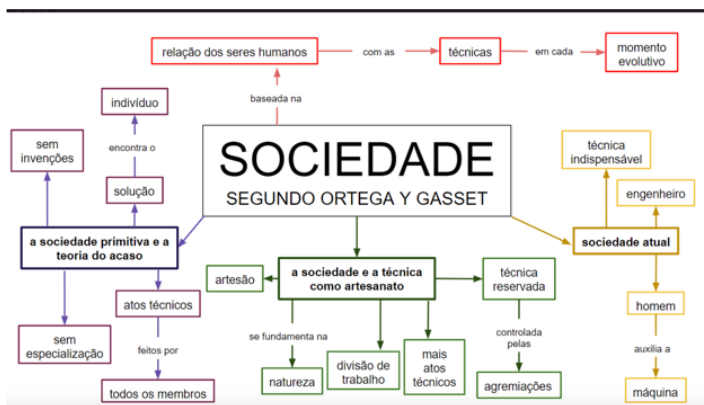 relação dos seres humanos
com as
técnicas
em cada
momento
evolutivo
baseada na
SOCIEDADE
SEGUNDO ORTEGA Y GASSET
indivíduo
encontra o
solução
sem
invenções
a sociedade primitiva e a
teoria do acaso
sem
especialização
atos técnicos
feitos por
todos os membros
a sociedade e a técnica
como artesanato
artesão
se fundamenta na
natureza
divisão de
trabalho
mais
atos
técnicos
técnica
reservada
controlada
pelas
agremiações
técnica
indispensável
engenheiro
sociedade atual
homem
auxilia a
máquina